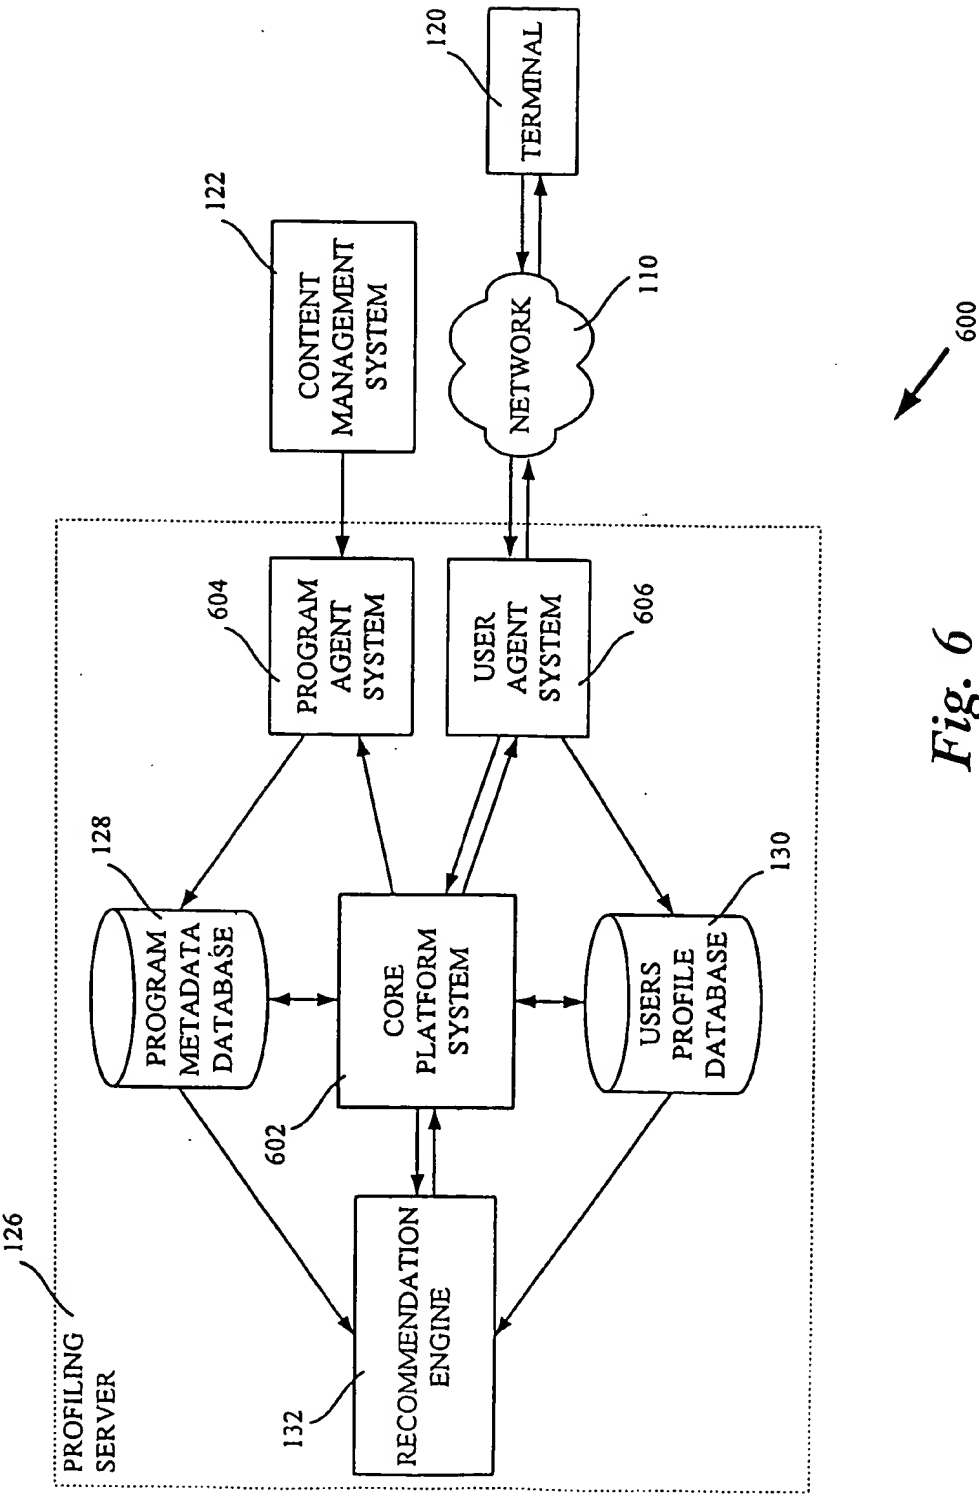 PROFILING
SERVER
126
PROGRAM
METADATA
DATABASE
128
PROGRAM
AGENT
SYSTEM
604
CONTENT
MANAGEMENT
SYSTEM
122
RECOMMENDATION
ENGINE
132
CORE
PLATFORM
SYSTEM
602
USER
AGENT
SYSTEM
606
NETWORK
110
TERMINAL
120
USERS
PROFILE
DATABASE
130
600
Fig. 6